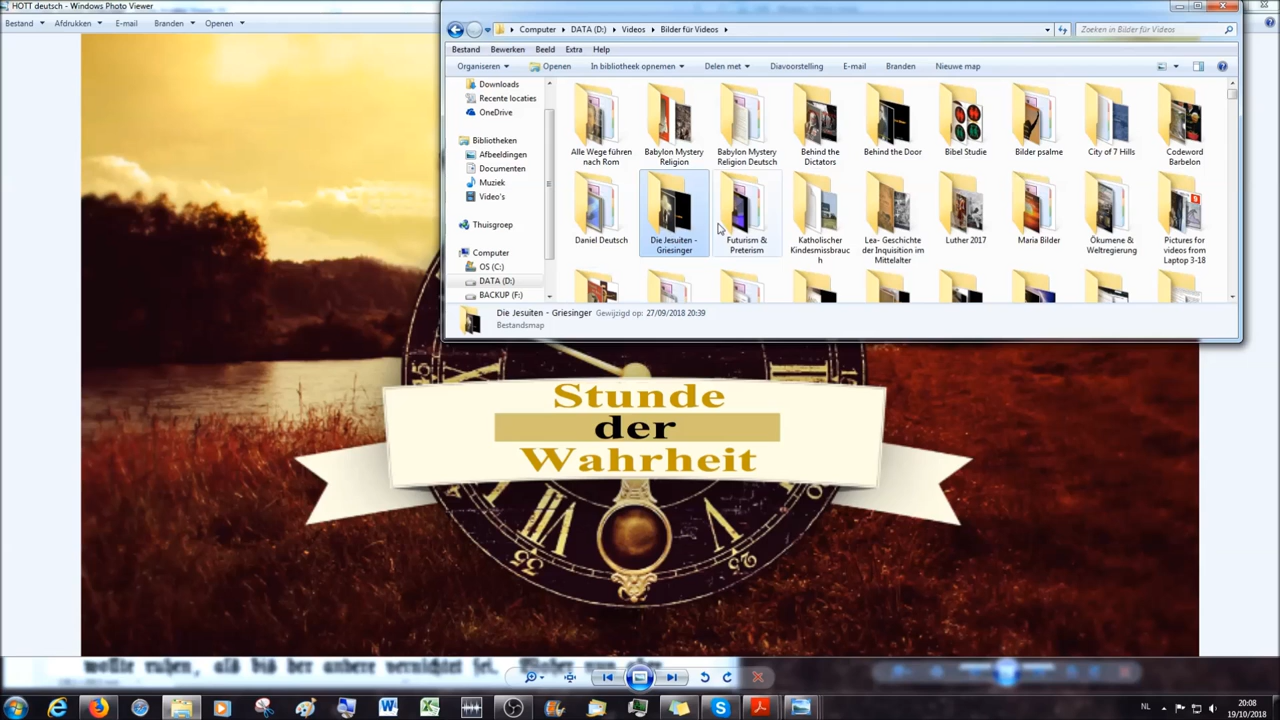 HOTT deutsch - Windows Photo Viewer
Bestand Afdrukken E-mail Branden Openen
Computer DATA (D:) Videos Bilder für Videos
Zoeken in Bilder für Videos
Bestand Bewerken Beeld Extra Help
Organiseren Openen In bibliotheek opnemen Delen met Diavoorstelling E-mail Branden Nieuwe map
Downloads
Recente locaties
OneDrive
Bibliotheken
Afbeeldingen
Documenten
Muziek
Video's
Thuisgroep
Computer
OS (C:)
DATA (D:)
BACKUP (F:)
Alle Wege führen nach Rom
Babylon Mystery Religion
Babylon Mystery Religion Deutsch
Behind the Dictators
Behind the Door
Bibel Studie
Bilder psalme
City of 7 Hills
Codeword Barbelon
Daniel Deutsch
Die Jesuiten - Griesinger
Futurism & Preterism
Katholischer Kindesmissbrauch
Lea- Geschichte der Inquisition im Mittelalter
Luther 2017
Maria Bilder
Ökumene & Weltregierung
Pictures for videos from Laptop 3-18
Die Jesuiten - Griesinger Gewijzigd op: 27/09/2018 20:39
Bestandsmap
Stunde
der
Wahrheit
wollte ruhen, als bis der andere vernichtet sei.
NL
20:08
19/10/2018